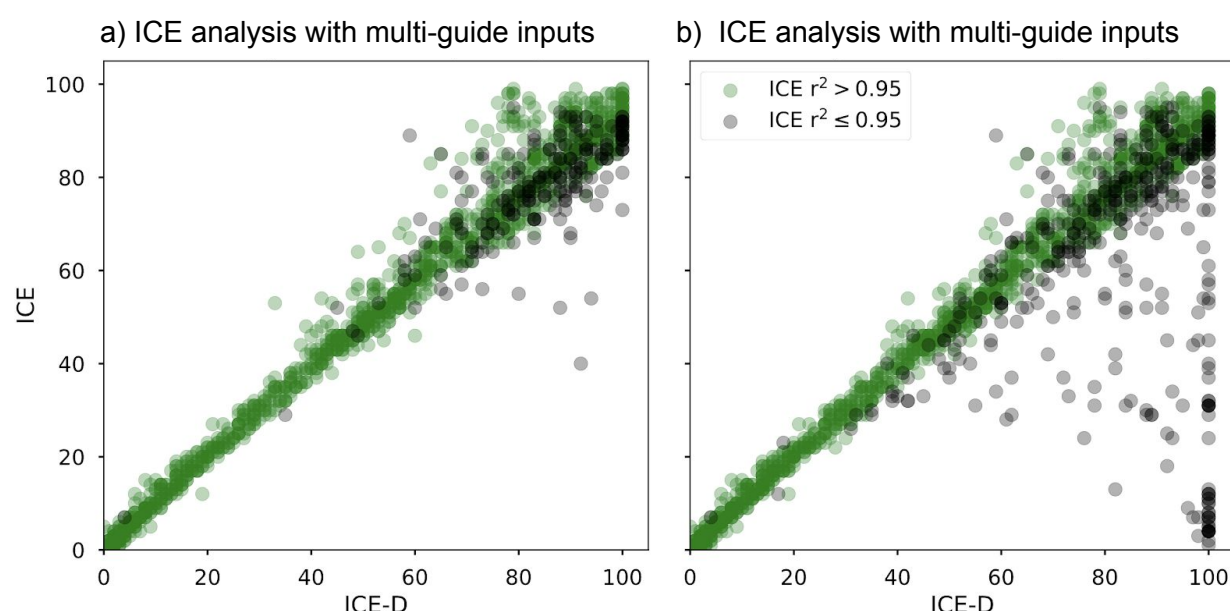 a) ICE analysis with multi-guide inputs
b) ICE analysis with multi-guide inputs
100
80
60
40
20
0
ICE
0 20 40 60 80 100
ICE-D
ICE r² > 0.95
ICE r² ≤ 0.95
0 20 40 60 80 100
ICE-D